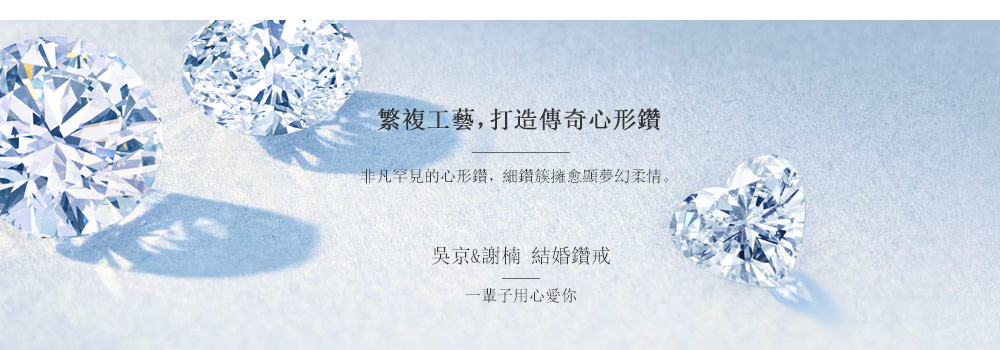 繁複工藝,打造傳奇心形鑽
非凡罕見的心形鑽，細鑽簇擁愈顯夢幻柔情。
吳京&謝楠 結婚鑽戒
一輩子用心愛你